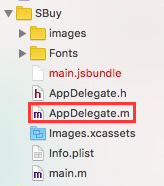 SBuy
images
Fonts
main.jsbundle
h AppDelegate.h
m AppDelegate.m
Images.xcassets
Info.plist
m main.m